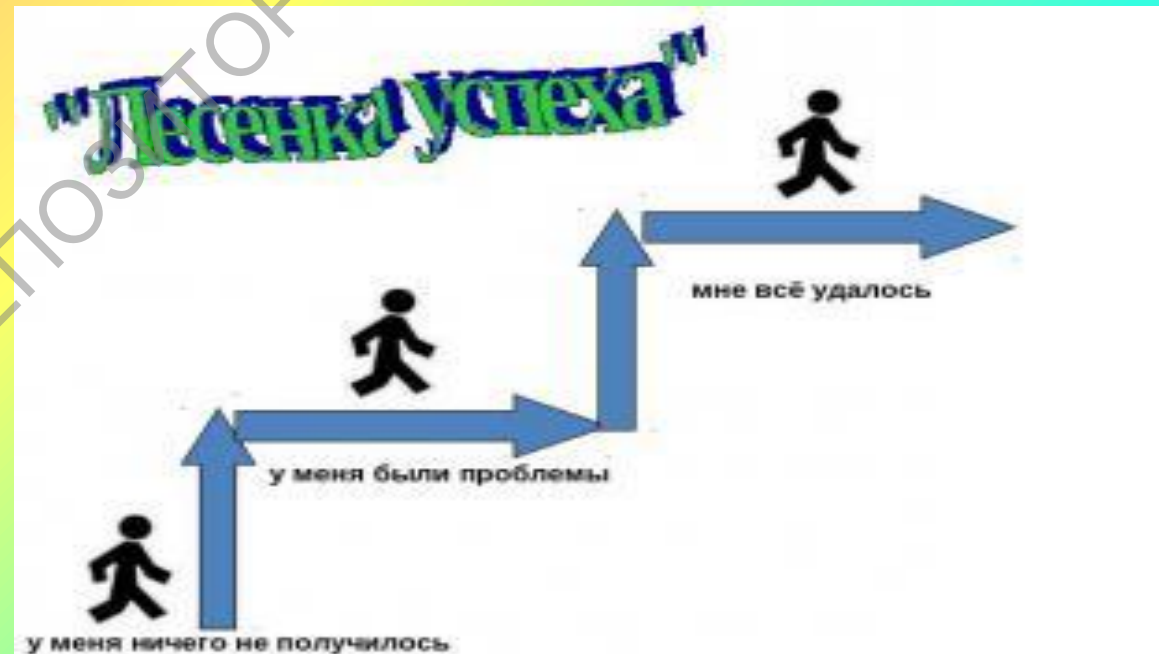 "Лесенка успеха"
мне всё удалось
у меня были проблемы
у меня ничего не получилось